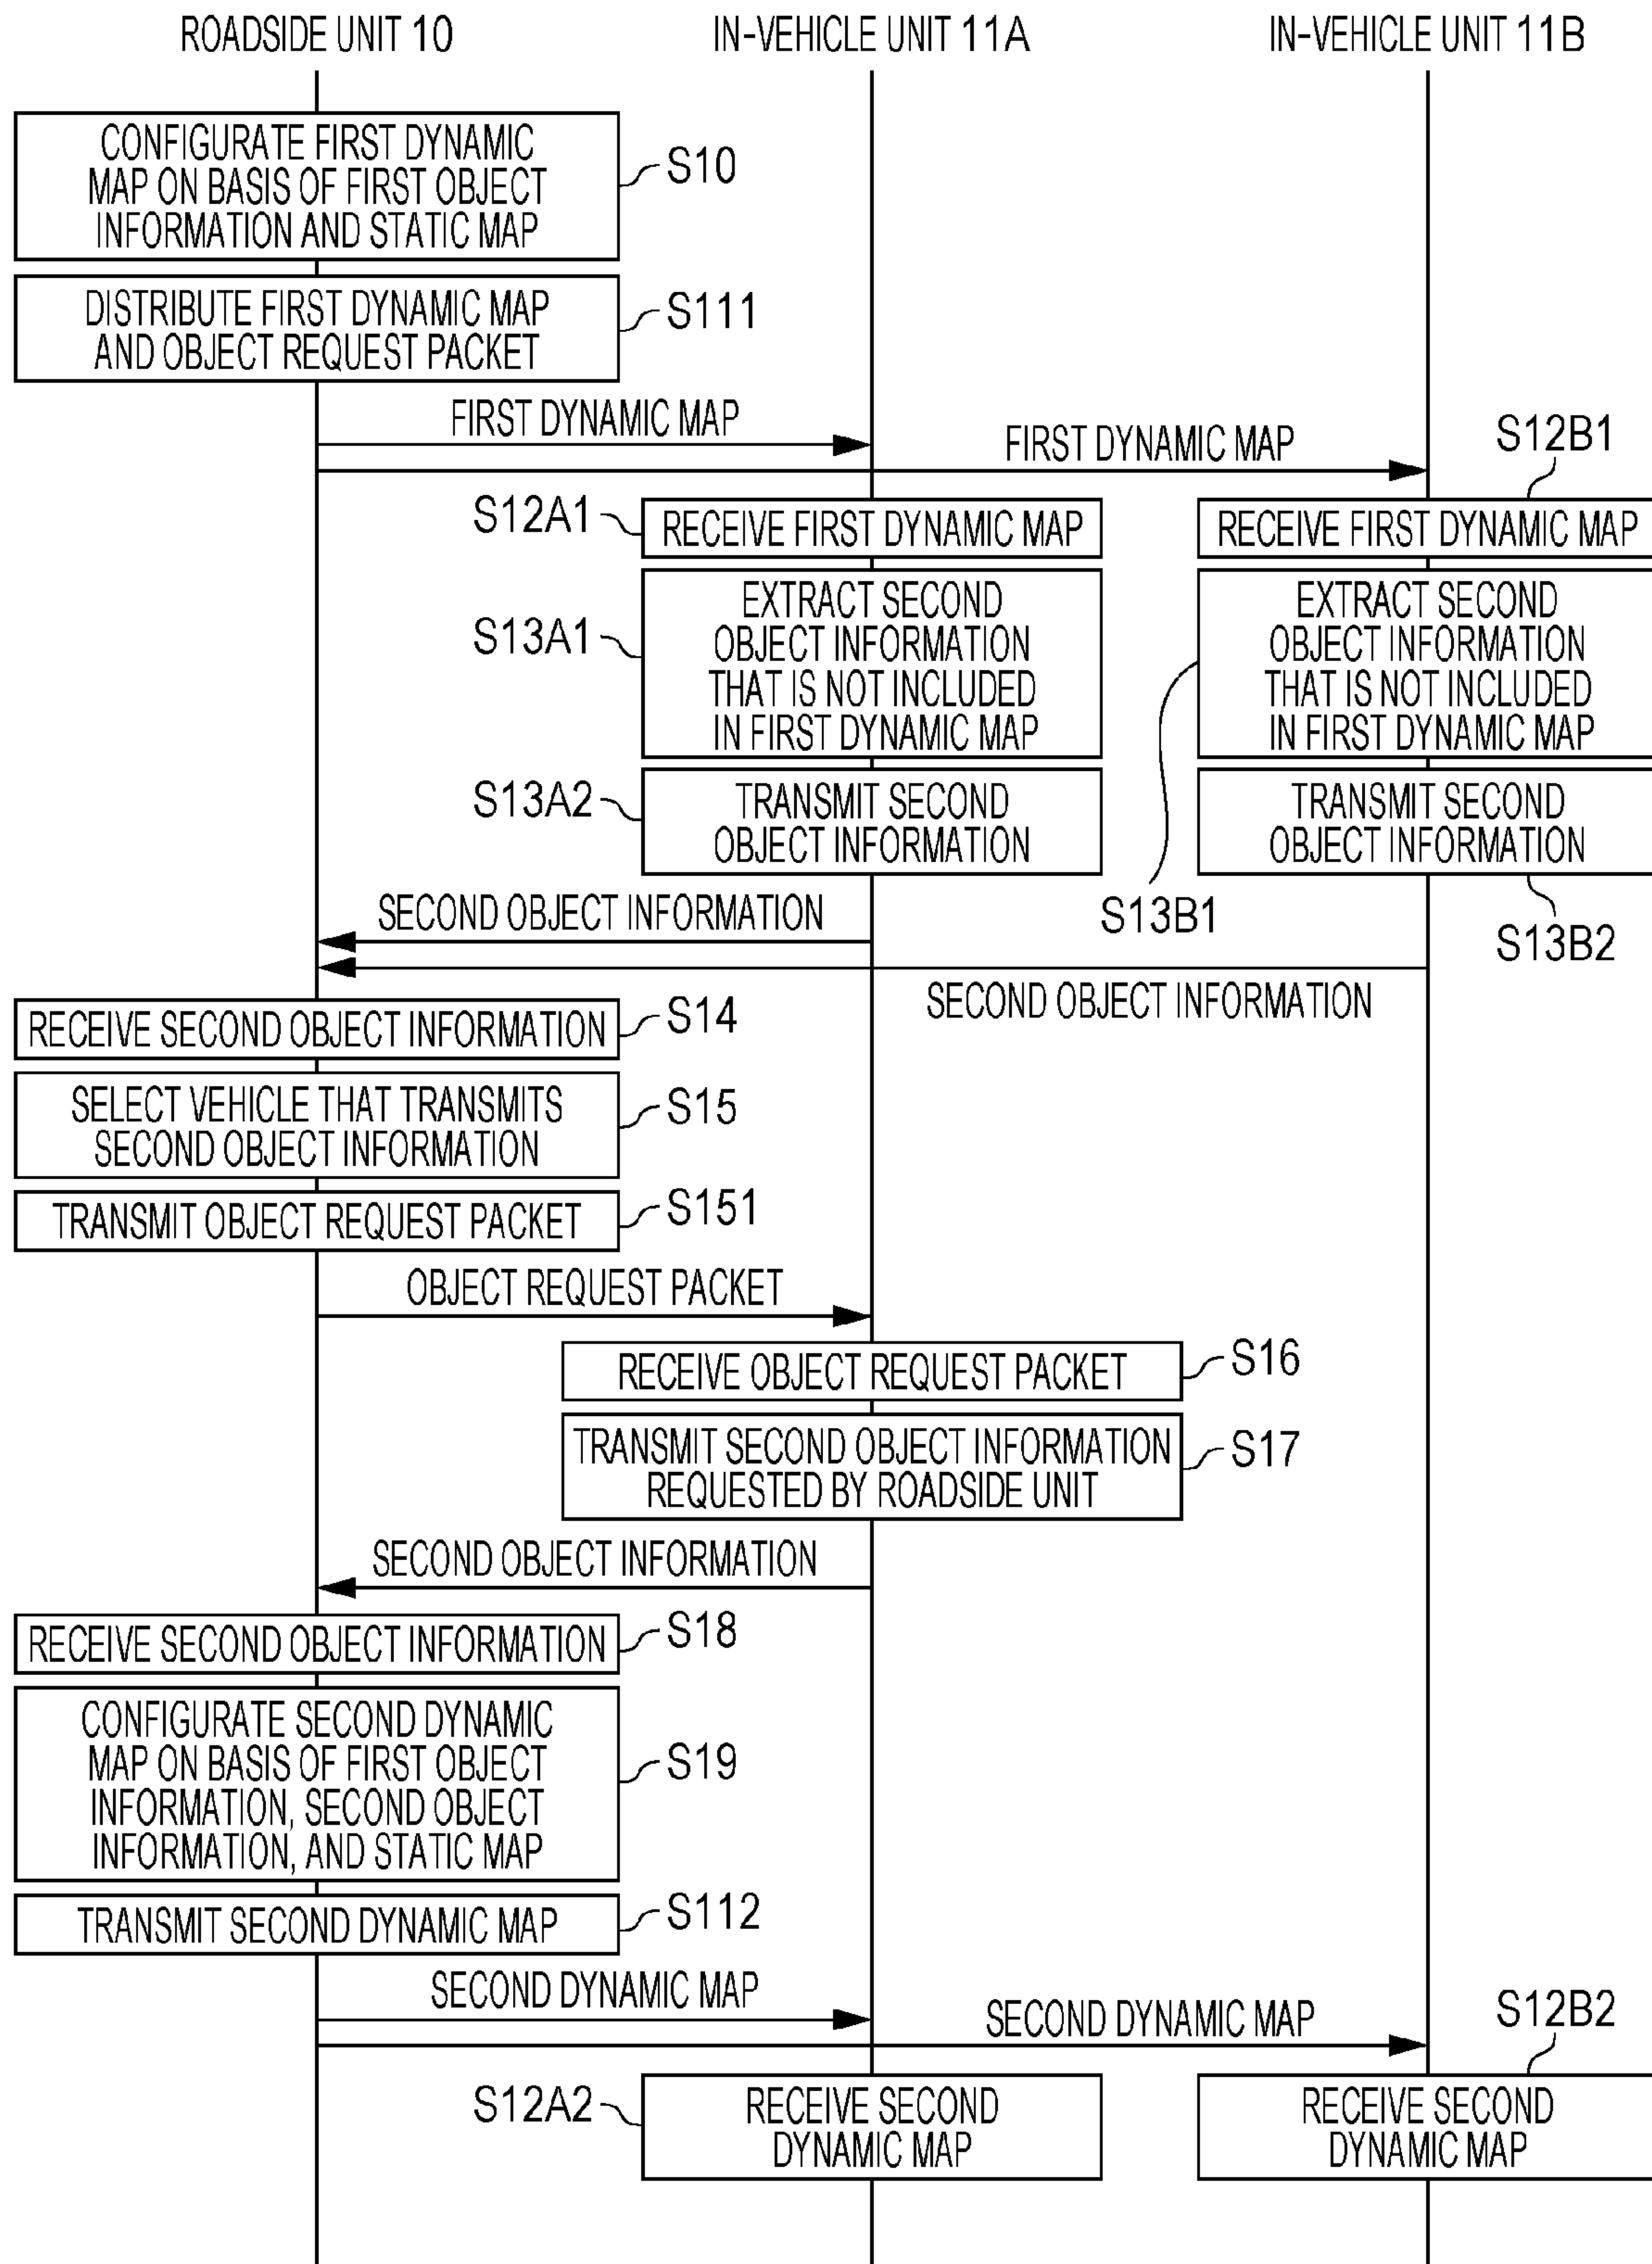 ROADSIDE UNIT 10
IN-VEHICLE UNIT 11A
IN-VEHICLE UNIT 11B
CONFIGURATE FIRST DYNAMIC
MAP ON BASIS OF FIRST OBJECT
INFORMATION AND STATIC MAP
S10
DISTRIBUTE FIRST DYNAMIC MAP
AND OBJECT REQUEST PACKET
S111
FIRST DYNAMIC MAP
FIRST DYNAMIC MAP
S12B1
S12A1
RECEIVE FIRST DYNAMIC MAP
RECEIVE FIRST DYNAMIC MAP
S13A1
EXTRACT SECOND
OBJECT INFORMATION
THAT IS NOT INCLUDED
IN FIRST DYNAMIC MAP
EXTRACT SECOND
OBJECT INFORMATION
THAT IS NOT INCLUDED
IN FIRST DYNAMIC MAP
S13A2
TRANSMIT SECOND
OBJECT INFORMATION
TRANSMIT SECOND
OBJECT INFORMATION
S13B1
S13B2
SECOND OBJECT INFORMATION
SECOND OBJECT INFORMATION
RECEIVE SECOND OBJECT INFORMATION
S14
SELECT VEHICLE THAT TRANSMITS
SECOND OBJECT INFORMATION
S15
TRANSMIT OBJECT REQUEST PACKET
S151
OBJECT REQUEST PACKET
RECEIVE OBJECT REQUEST PACKET
S16
TRANSMIT SECOND OBJECT INFORMATION
REQUESTED BY ROADSIDE UNIT
S17
SECOND OBJECT INFORMATION
RECEIVE SECOND OBJECT INFORMATION
S18
CONFIGURATE SECOND DYNAMIC
MAP ON BASIS OF FIRST OBJECT
INFORMATION, SECOND OBJECT
INFORMATION, AND STATIC MAP
S19
TRANSMIT SECOND DYNAMIC MAP
S112
SECOND DYNAMIC MAP
SECOND DYNAMIC MAP
S12B2
S12A2
RECEIVE SECOND
DYNAMIC MAP
RECEIVE SECOND
DYNAMIC MAP